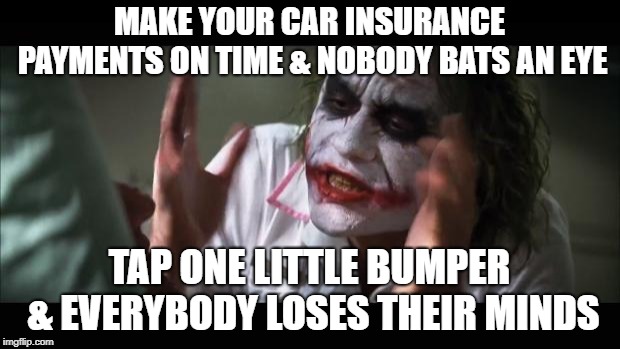 MAKE YOUR CAR INSURANCE
PAYMENTS ON TIME & NOBODY BATS AN EYE
TAP ONE LITTLE BUMPER
& EVERYBODY LOSES THEIR MINDS
imgflip.com